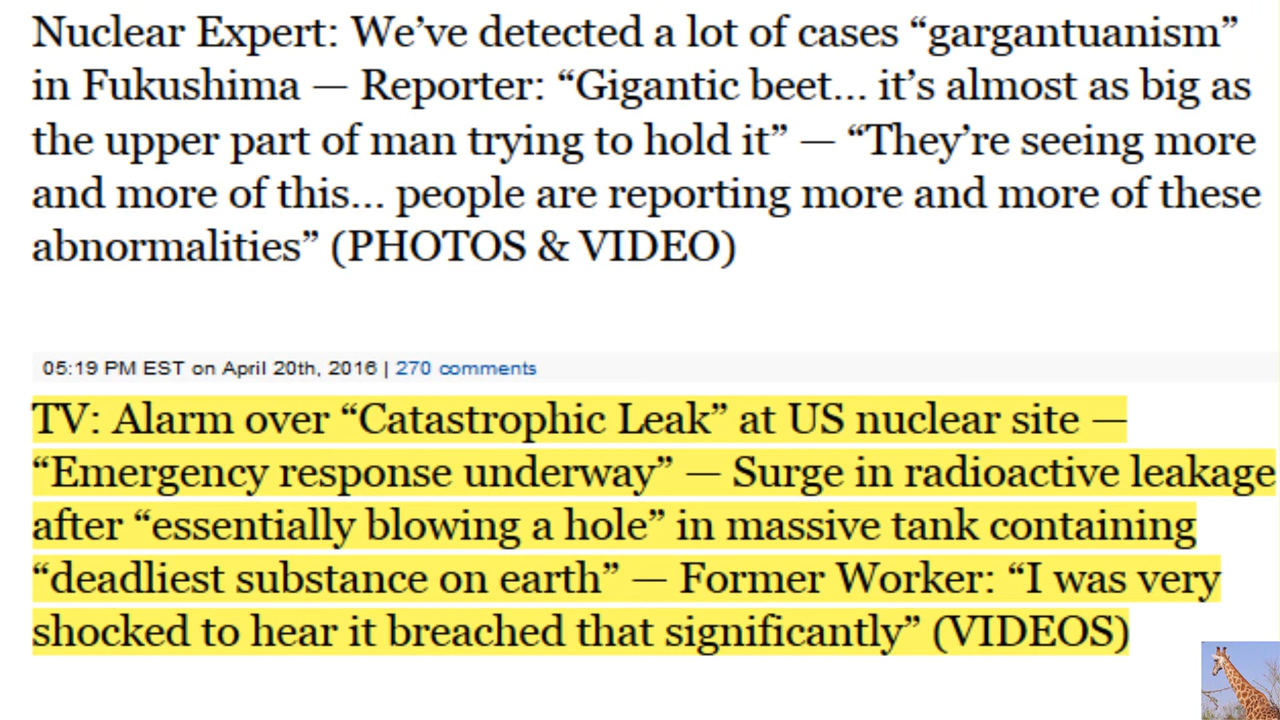 Nuclear Expert: We’ve detected a lot of cases “gargantuanism”
in Fukushima — Reporter: “Gigantic beet… it’s almost as big as
the upper part of man trying to hold it” — “They’re seeing more
and more of this… people are reporting more and more of these
abnormalities” (PHOTOS & VIDEO)
05:19 PM EST on April 20th, 2016 | 270 comments
TV: Alarm over “Catastrophic Leak” at US nuclear site —
“Emergency response underway” — Surge in radioactive leakage
after “essentially blowing a hole” in massive tank containing
“deadliest substance on earth” — Former Worker: “I was very
shocked to hear it breached that significantly” (VIDEOS)